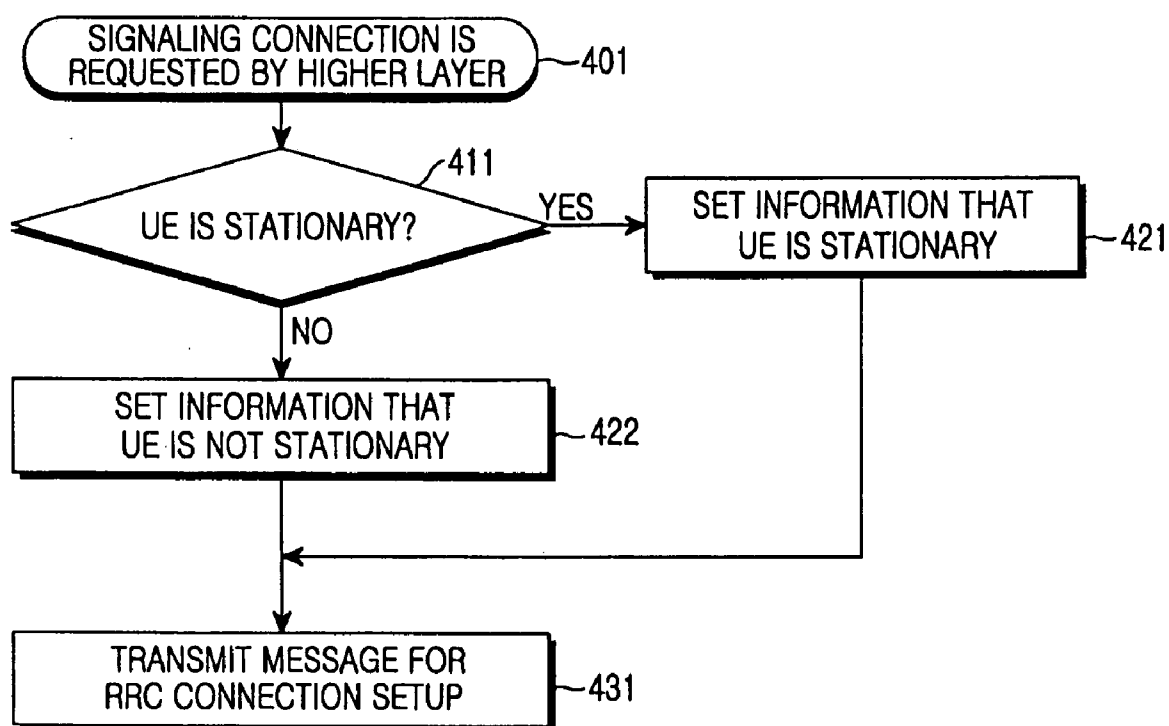 SIGNALING CONNECTION IS
REQUESTED BY HIGHER LAYER
401
411
UE IS STATIONARY?
YES
SET INFORMATION THAT
UE IS STATIONARY
421
NO
SET INFORMATION THAT
UE IS NOT STATIONARY
422
TRANSMIT MESSAGE FOR
RRC CONNECTION SETUP
431